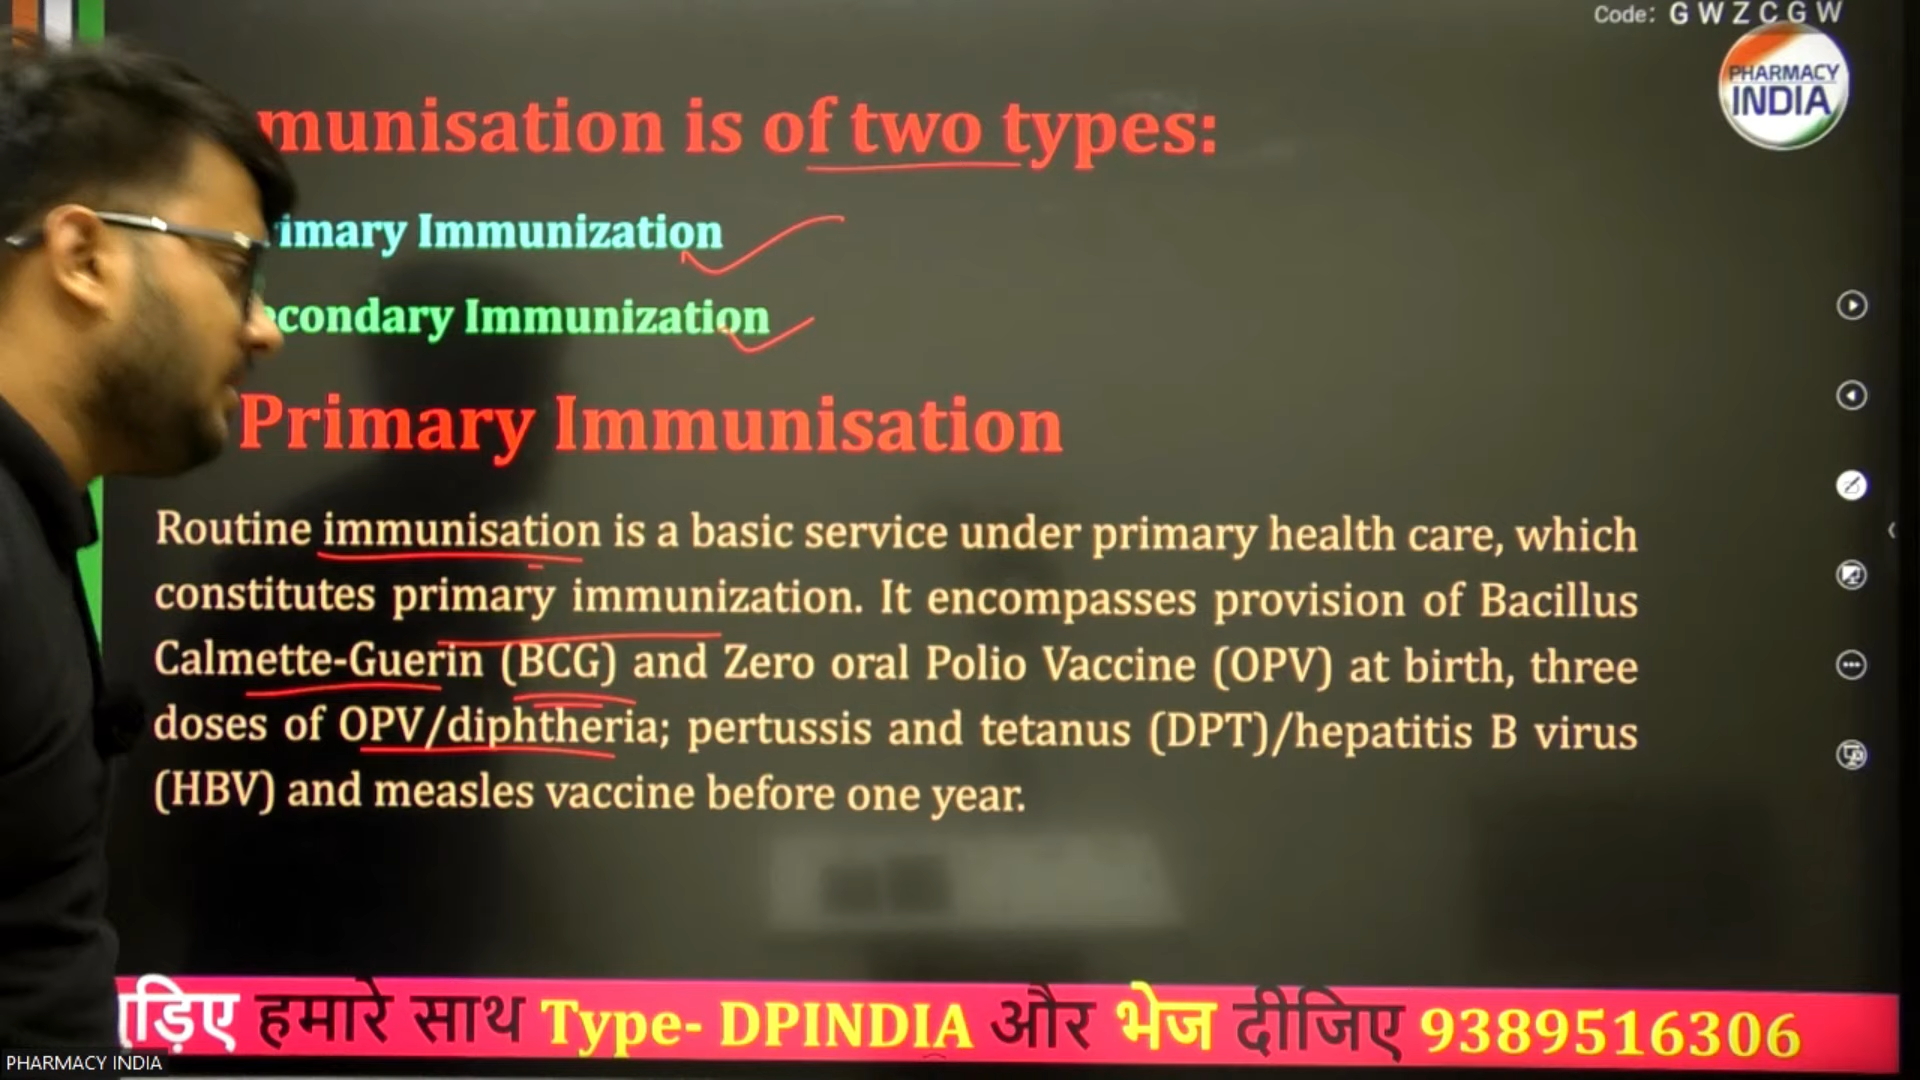 Code: GWZCGW
PHARMACY
INDIA
munisation is of two types:
imary Immunization
econdary Immunization
Primary Immunisation
Routine immunisation is a basic service under primary health care, which
constitutes primary immunization. It encompasses provision of Bacillus
Calmette-Guerin (BCG) and Zero oral Polio Vaccine (OPV) at birth, three
doses of OPV/diphtheria; pertussis and tetanus (DPT)/hepatitis B virus
(HBV) and measles vaccine before one year.
ड़िए हमारे साथ Type- DPINDIA और भेज दीजिए 9389516306
PHARMACY INDIA